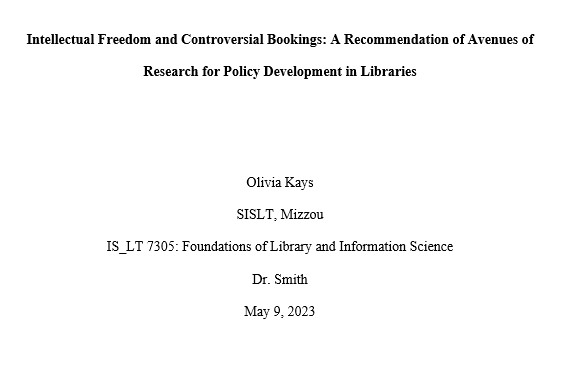 Intellectual Freedom and Controversial Bookings: A Recommendation of Avenues of
Research for Policy Development in Libraries
Olivia Kays
SISLT, Mizzou
IS_LT 7305: Foundations of Library and Information Science
Dr. Smith
May 9, 2023